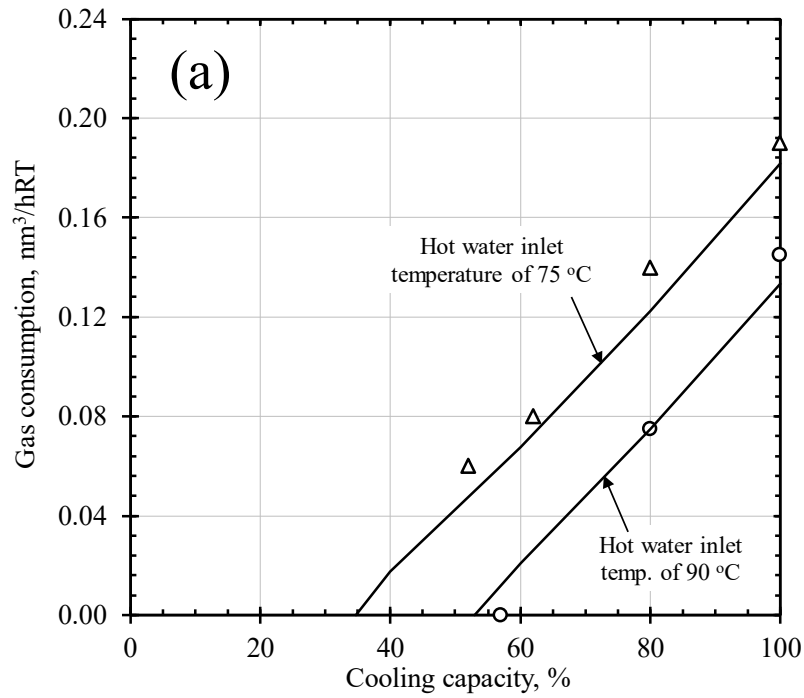 0.24
(a)
0.20
0.16
Hot water inlet
temperature of 75 °C
0.12
0.08
0.04
Hot water inlet
temp. of 90 °C
0.00
0 20 40 60 80 100
Cooling capacity, %
Gas consumption, nm³/hRT